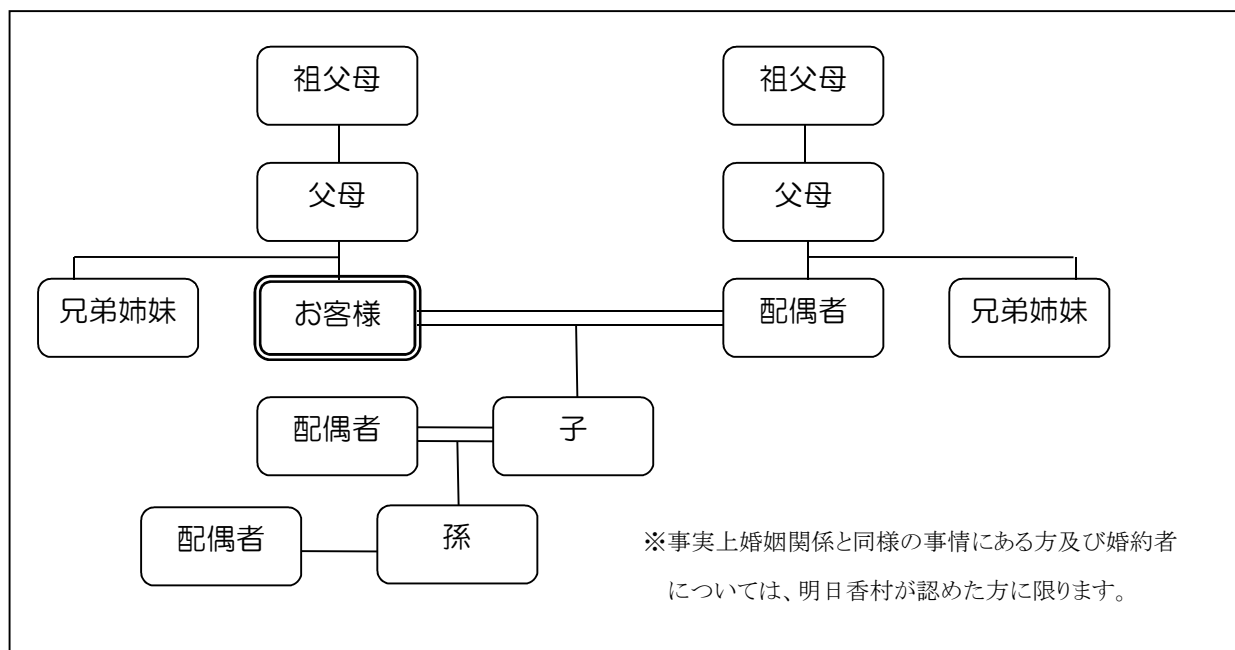 祖父母
祖父母
父母
父母
兄弟姉妹
お客様
配偶者
兄弟姉妹
配偶者
子
配偶者
孫
※事実上婚姻関係と同様の事情にある方及び婚約者
については、明日香村が認めた方に限ります。